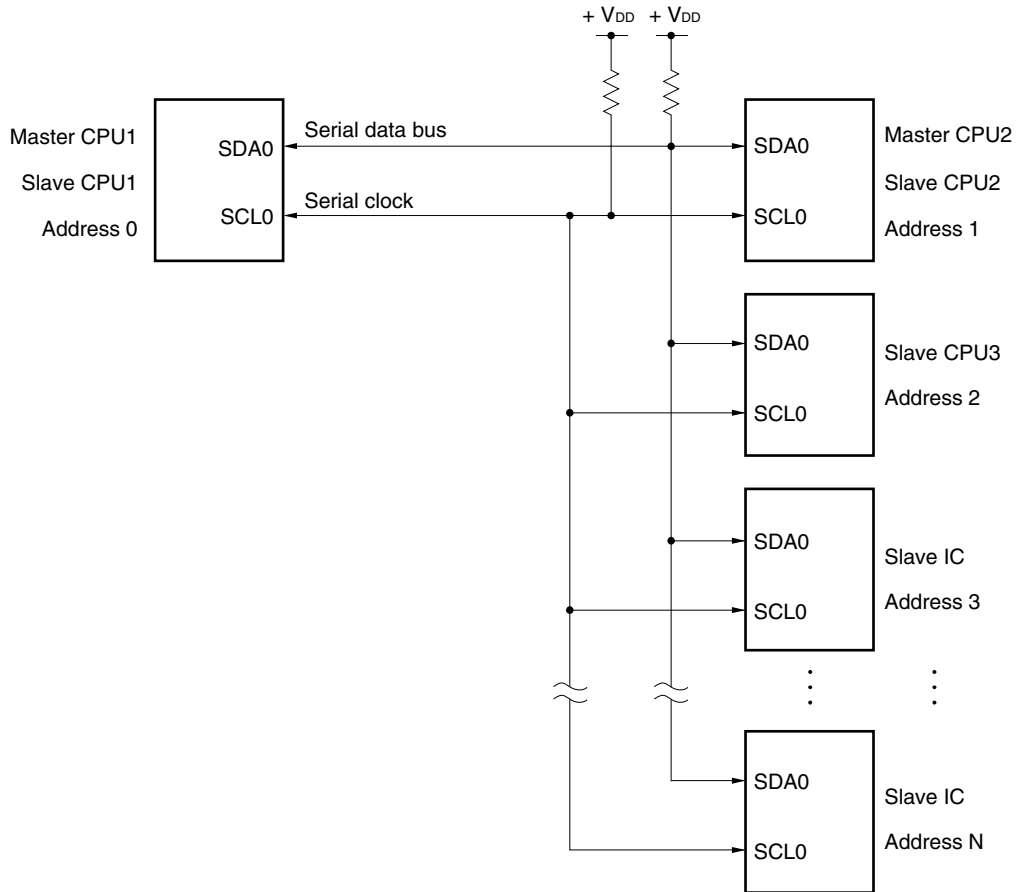 + VDD
+ VDD
Master CPU1
Slave CPU1
Address 0
SDA0
SCL0
Serial data bus
Serial clock
SDA0
SCL0
Master CPU2
Slave CPU2
Address 1
SDA0
SCL0
Slave CPU3
Address 2
SDA0
SCL0
Slave IC
Address 3
SDA0
SCL0
Slave IC
Address N